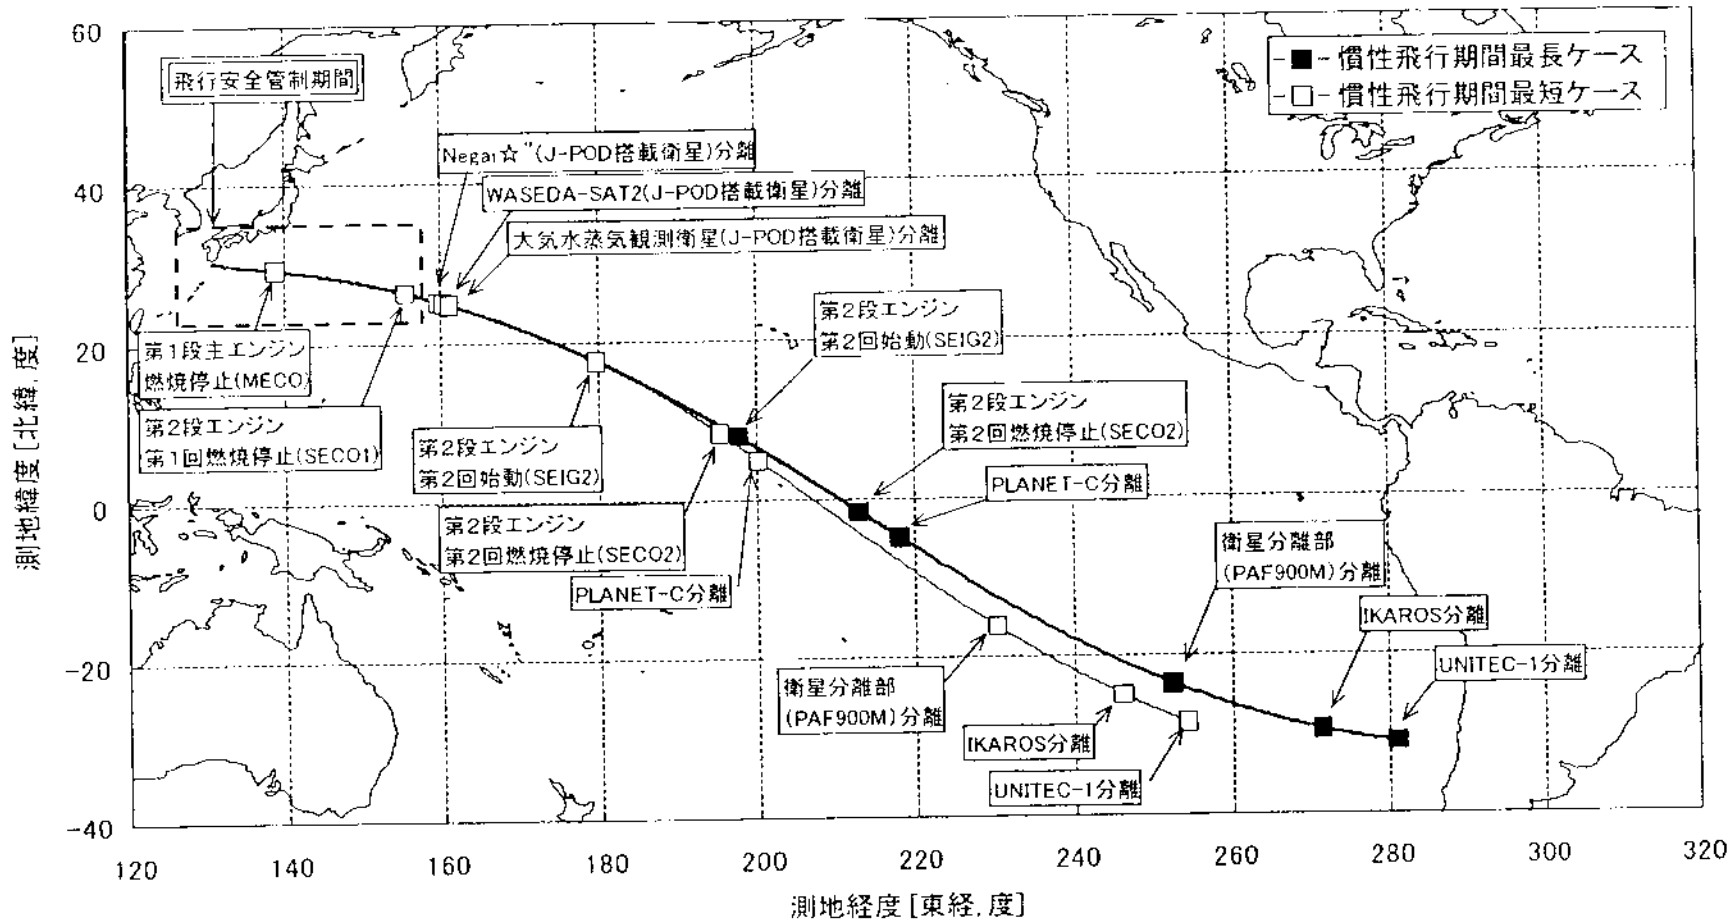 60
飛行安全管制期間
-■-慣性飛行期間最長ケース
-□-慣性飛行期間最短ケース
Negai☆"(J-POD搭載衛星)分離
40
WASEDA-SAT2(J-POD搭載衛星)分離
大気水蒸気観測衛星(J-POD搭載衛星)分離
第2段エンジン
第2回始動(SEIG2)
20
第1段主エンジン
燃焼停止(MECO)
第2段エンジン
第1回燃焼停止(SECO1)
第2段エンジン
第2回始動(SEIG2)
第2段エンジン
第2回燃焼停止(SECO2)
PLANET-C分離
0
第2段エンジン
第2回燃焼停止(SECO2)
PLANET-C分離
衛星分離部
(PAF900M)分離
IKAROS分離
UNITEC-1分離
-20
衛星分離部
(PAF900M)分離
IKAROS分離
UNITEC-1分離
-40
測地緯度[北緯,度]
120 140 160 180 200 220 240 260 280 300 320
測地経度[東経,度]